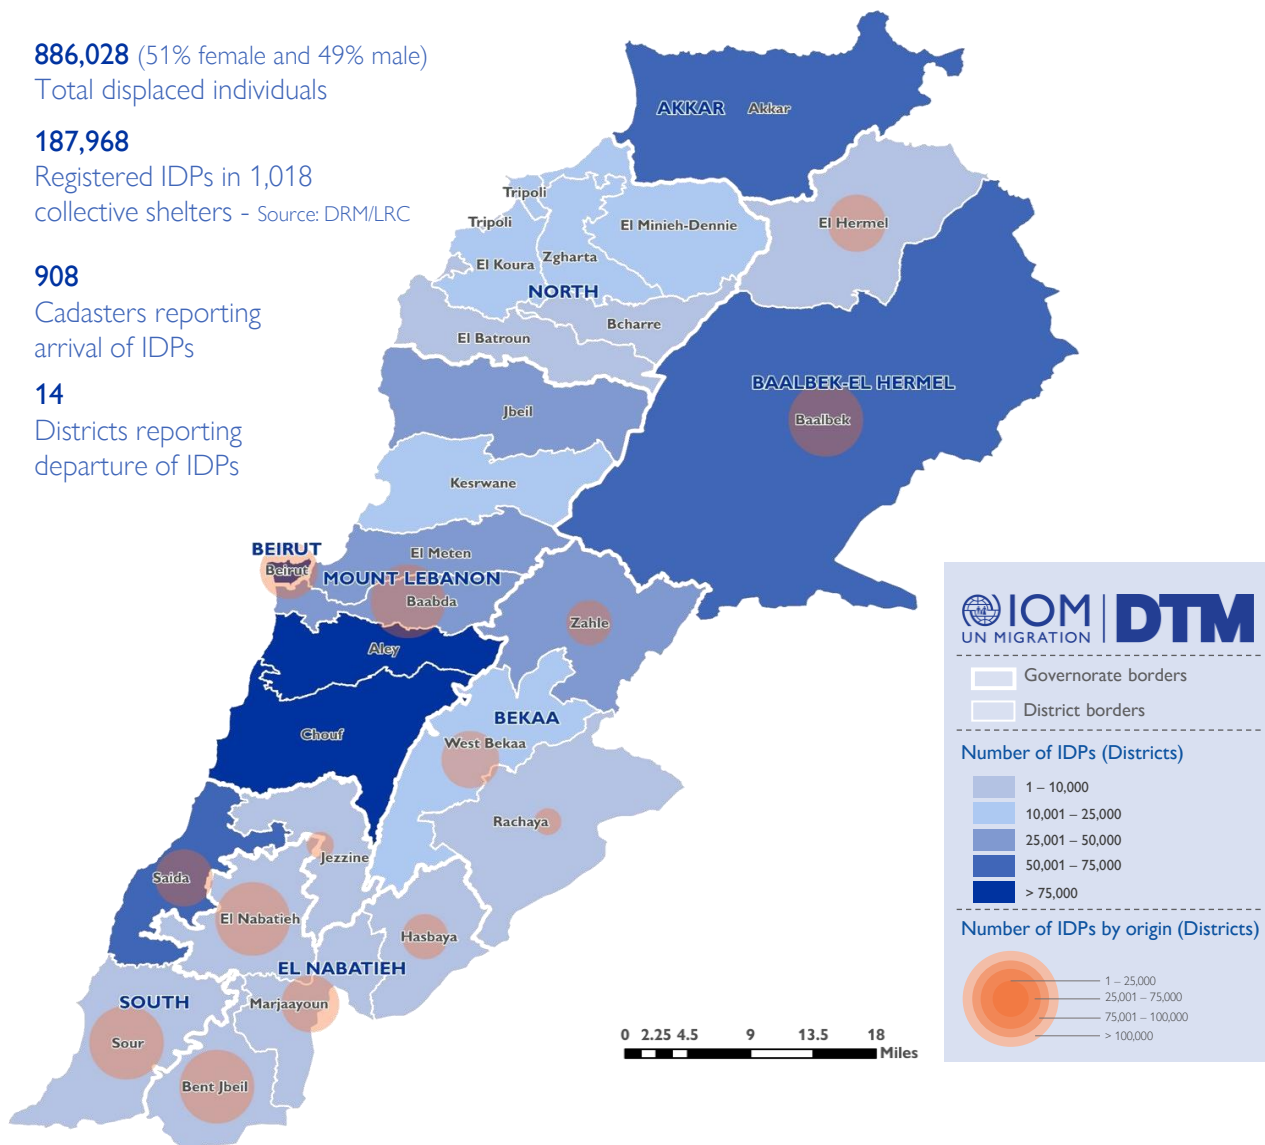 886,028 (51% female and 49% male)
Total displaced individuals
187,968
Registered IDPs in 1,018
collective shelters - Source: DRM/LRC
908
Cadasters reporting
arrival of IDPs
14
Districts reporting
departure of IDPs
AKKAR
Akkar
Tripoli
Tripoli
El Minieh-Dennie
El Hermel
El Koura
Zgharta
NORTH
Bcharre
El Batroun
BAALBEK-EL HERMEL
Baalbek
Jbeil
Kesrwane
BEIRUT
Beirut
El Meten
MOUNT LEBANON
Baabda
Zahle
Aley
Chouf
BEKAA
West Bekaa
Rachaya
Jezzine
Saida
El Nabatieh
Hasbaya
EL NABATIEH
SOUTH
Marjaayoun
Sour
Bent Jbeil
0 2.25 4.5 9 13.5 18
Miles
IOM
UN MIGRATION
DTM
Governorate borders
District borders
Number of IDPs (Districts)
1 – 10,000
10,001 – 25,000
25,001 – 50,000
50,001 – 75,000
> 75,000
Number of IDPs by origin (Districts)
1 – 25,000
25,001 – 75,000
75,001 – 100,000
> 100,000